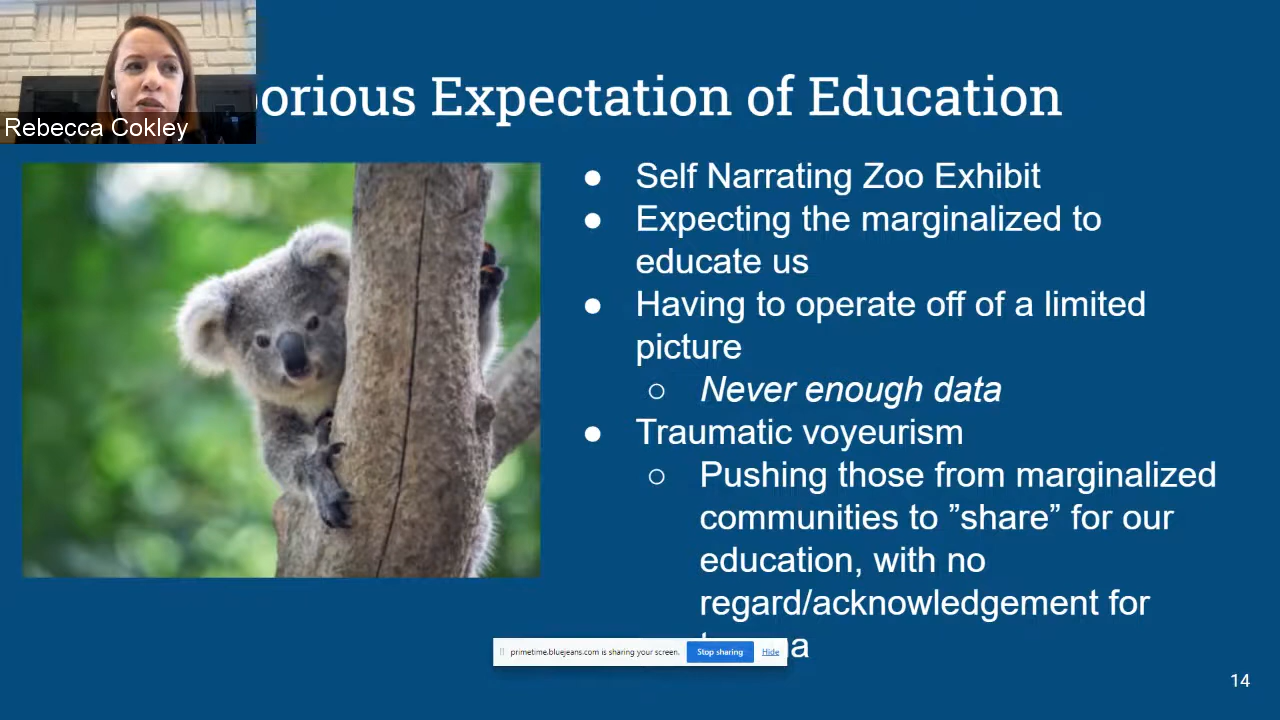 Rebecca Cokley
orious Expectation of Education
● Self Narrating Zoo Exhibit
● Expecting the marginalized to
educate us
● Having to operate off of a limited
picture
○ Never enough data
● Traumatic voyeurism
○ Pushing those from marginalized
communities to ”share” for our
education, with no
regard/acknowledgement for
primetime.bluejeans.com is sharing your screen. Stop sharing Hide
14